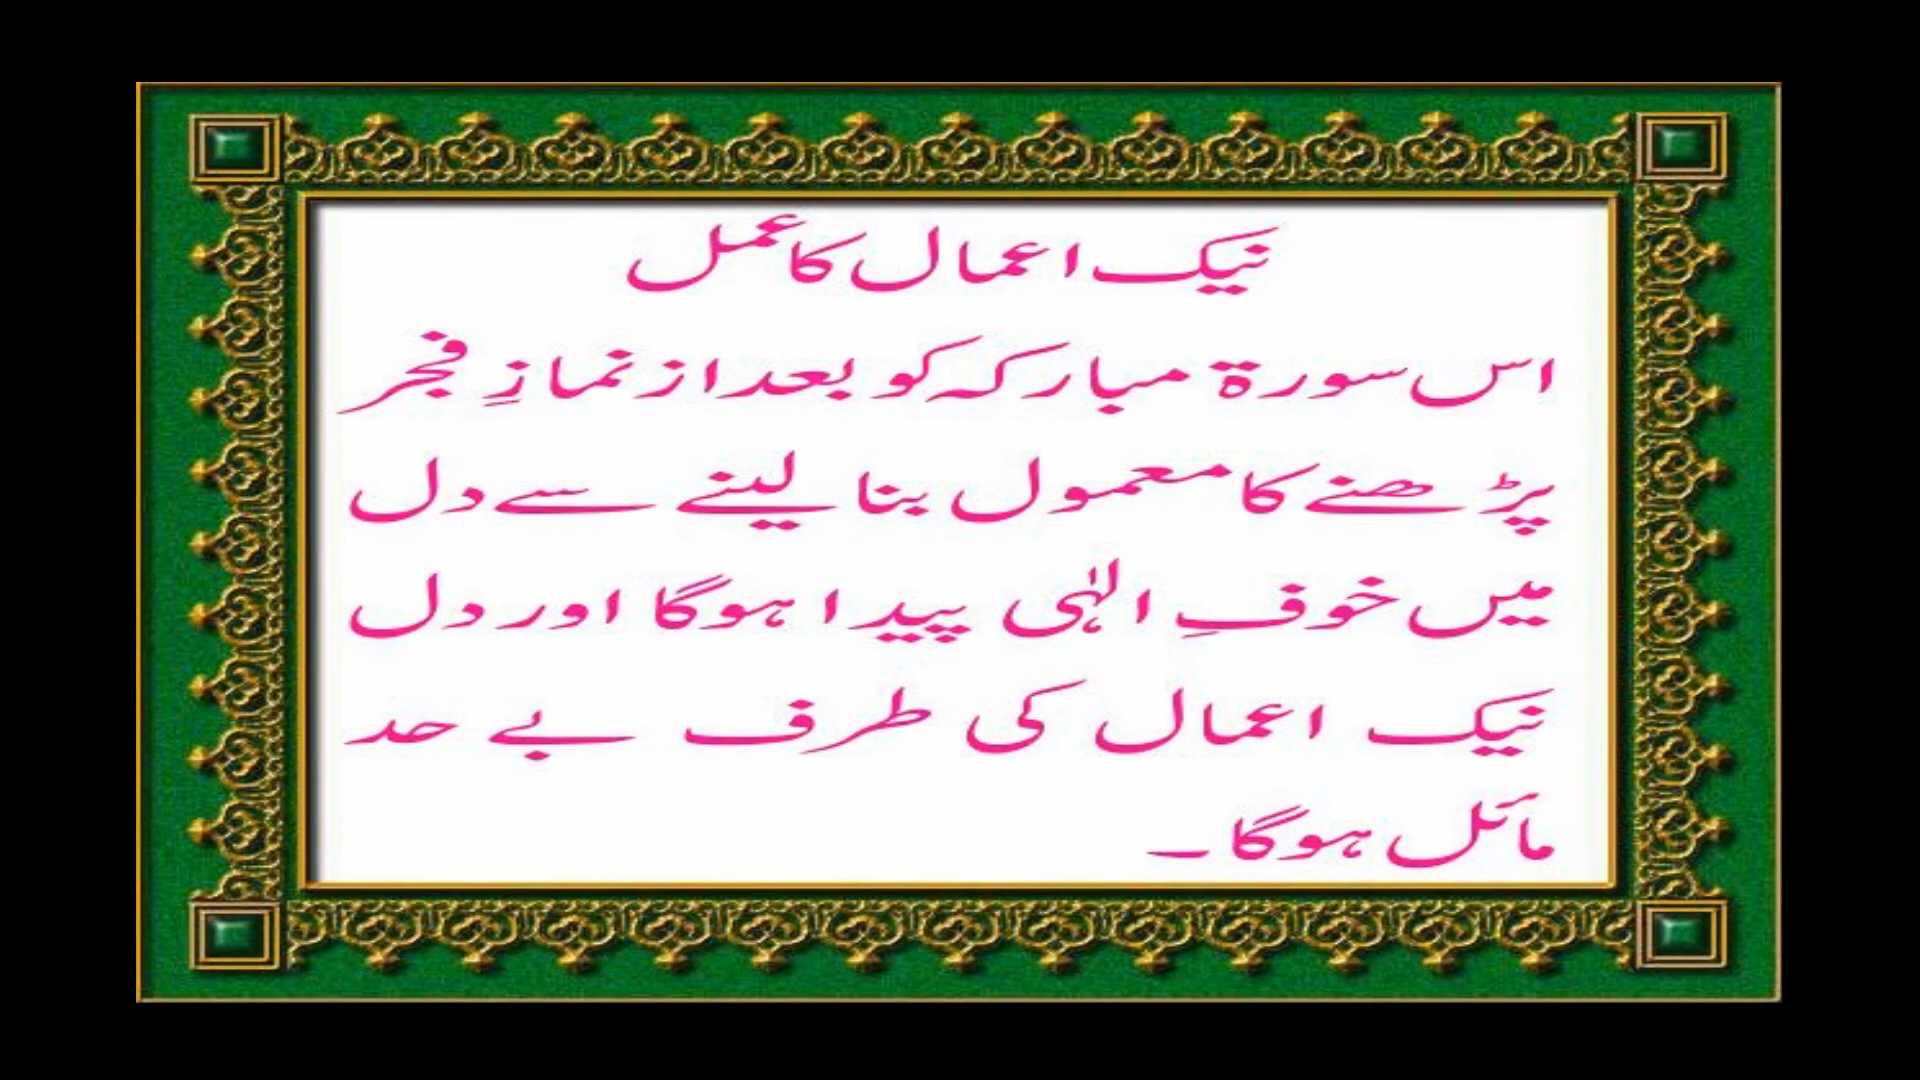 نیک اعمال کا عمل
اس سورۃ مبارکہ کو بعد از نمازِ فجر
پڑھنے کا معمول بنا لینے سے دل
میں خوفِ الٰہی پیدا ہوگا اور دل
نیک اعمال کی طرف بے حد
مائل ہوگا۔